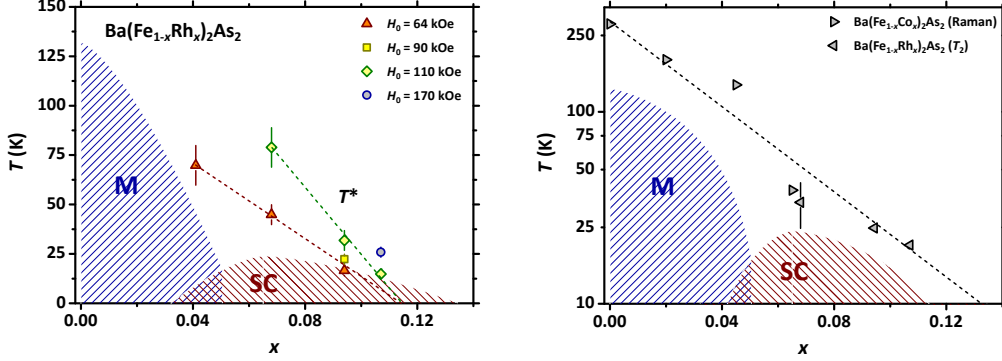 Ba(Fe1-xRhx)2As2
H0 = 64 kOe
H0 = 90 kOe
H0 = 110 kOe
H0 = 170 kOe
T*
M
SC
150
125
100
75
50
25
0
T (K)
0.00
0.04
0.08
0.12
x
Ba(Fe1-xCox)2As2 (Raman)
Ba(Fe1-xRhx)2As2 (T2)
M
SC
250
100
75
50
25
10
T (K)
0.00
0.04
0.08
0.12
x